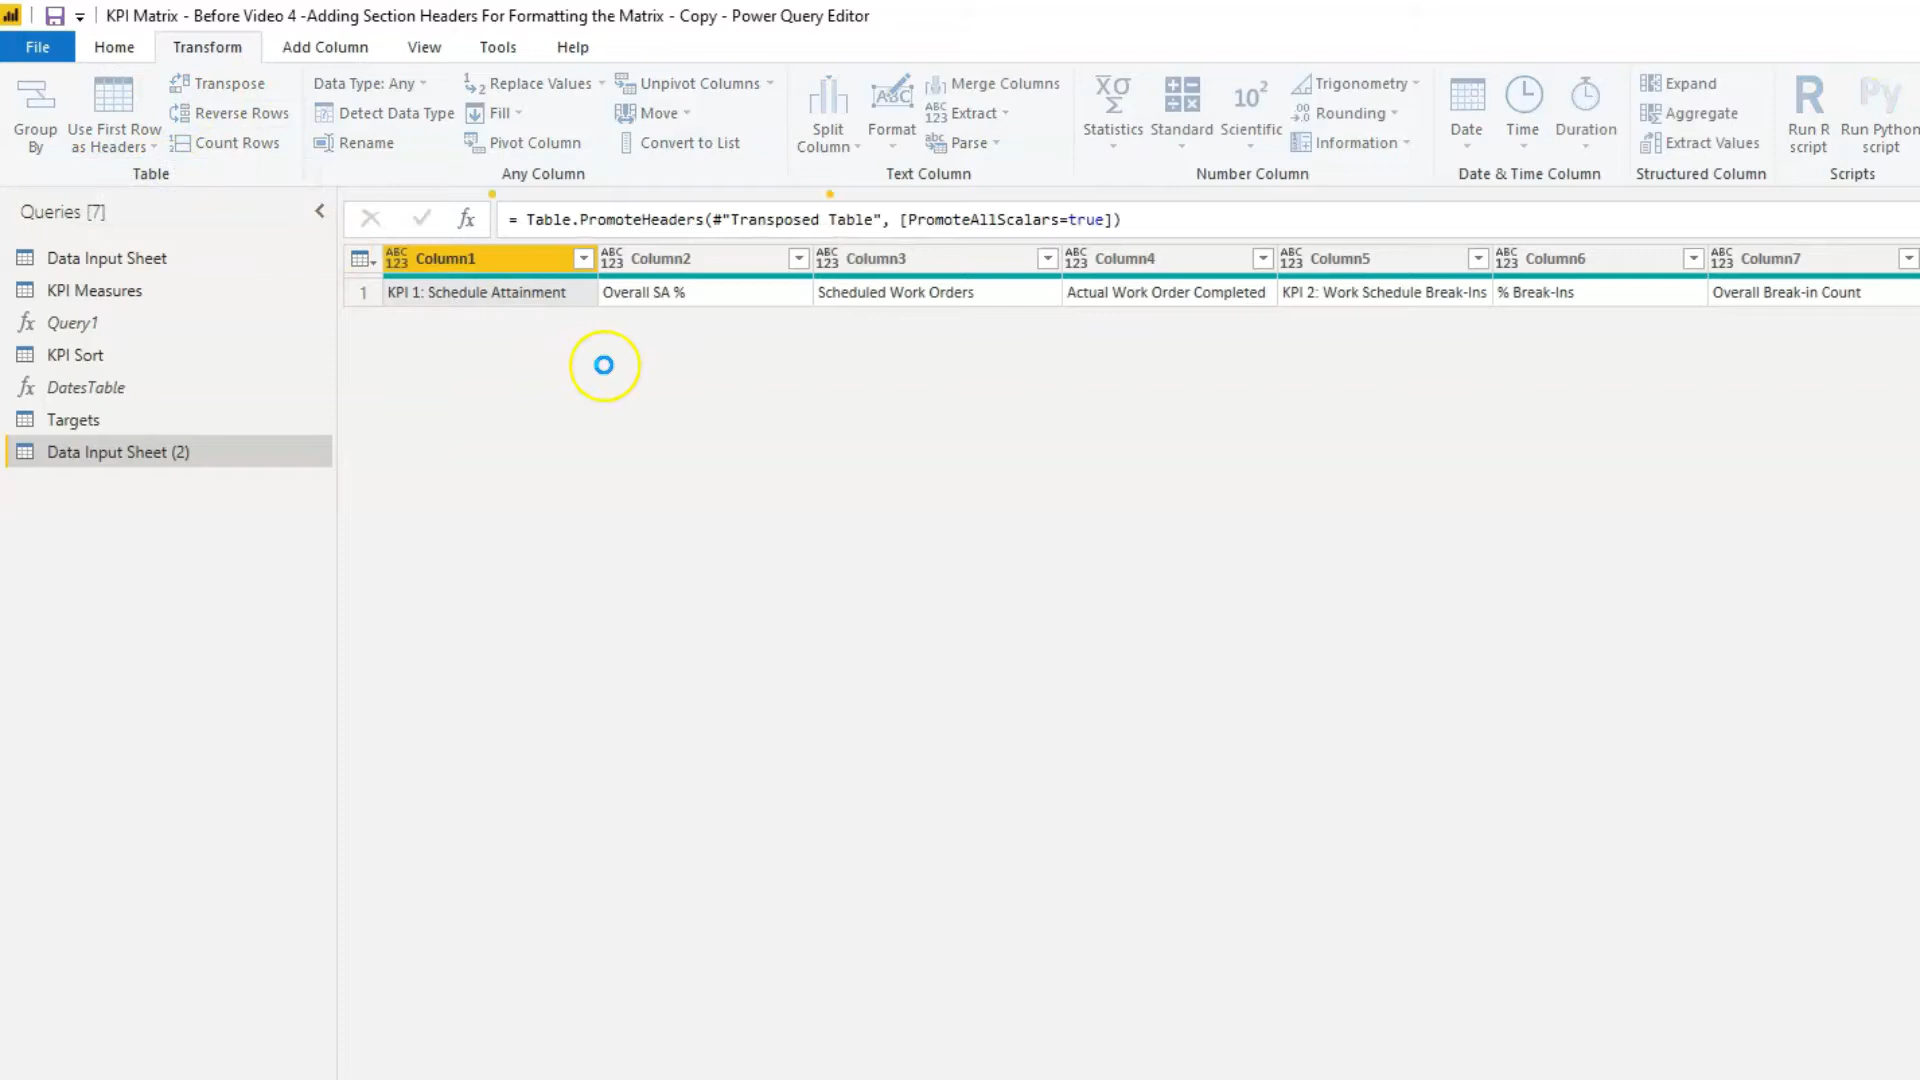 KPI Matrix - Before Video 4 -Adding Section Headers For Formatting the Matrix - Copy - Power Query Editor
File Home Transform Add Column View Tools Help
Group By
Use First Row as Headers
Transpose
Reverse Rows
Count Rows
Table
Data Type: Any
Detect Data Type
Rename
Replace Values
Fill
Pivot Column
Unpivot Columns
Move
Convert to List
Any Column
Split Column
Format
Merge Columns
Extract
Parse
Text Column
Statistics
Standard
Scientific
Trigonometry
Rounding
Information
Number Column
Date
Time
Duration
Date & Time Column
Expand
Aggregate
Extract Values
Structured Column
Run R script
Run Python script
Scripts
Queries [7]
Data Input Sheet
KPI Measures
Query1
KPI Sort
DatesTable
Targets
Data Input Sheet (2)
= Table.PromoteHeaders(#"Transposed Table", [PromoteAllScalars=true])
Column1 Column2 Column3 Column4 Column5 Column6 Column7
1 KPI 1: Schedule Attainment Overall SA % Scheduled Work Orders Actual Work Order Completed KPI 2: Work Schedule Break-Ins % Break-Ins Overall Break-in Count